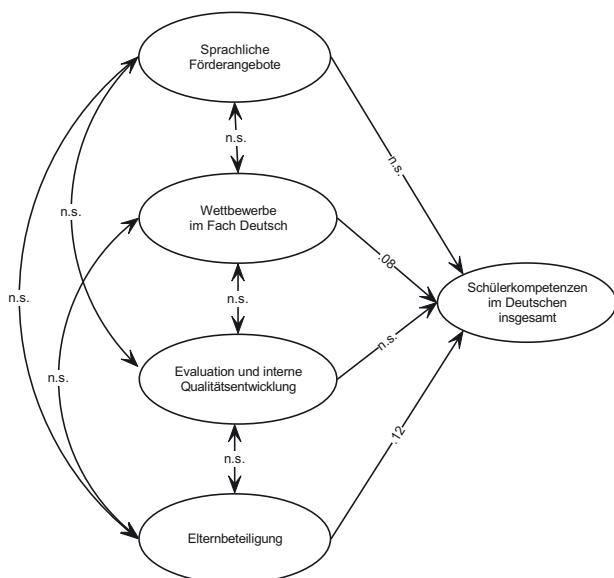 Sprachliche
Förderangebote
n.s.
n.s.
n.s.
Wettbewerbe
im Fach Deutsch
.08
n.s.
n.s.
n.s.
Schülerkompetenzen
im Deutschen
insgesamt
n.s.
Evaluation und interne
Qualitätsentwicklung
n.s.
.12
Elternbeteiligung